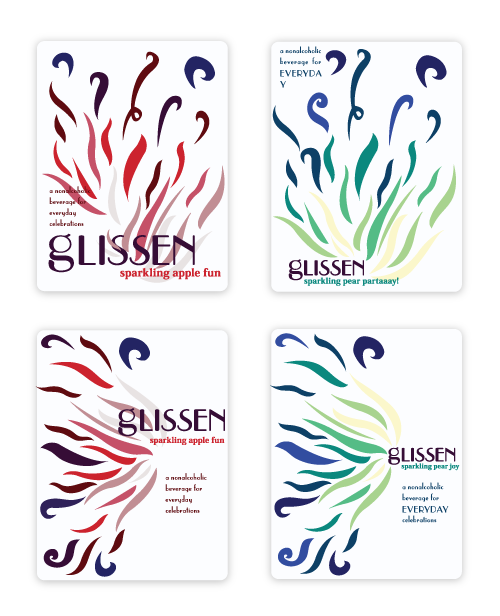 a nonalcoholic
beverage for
everyday
celebrations
gLISSEN
sparkling apple fun
a nonalcoholic
beverage for
EVERYDA
Y
gLISSEN
sparkling pear partaaay!
gLISSEN
sparkling apple fun
a nonalcoholic
beverage for
everyday
celebrations
gLISSEN
sparkling pear joy
a nonalcoholic
beverage for
EVERYDAY
celebrations